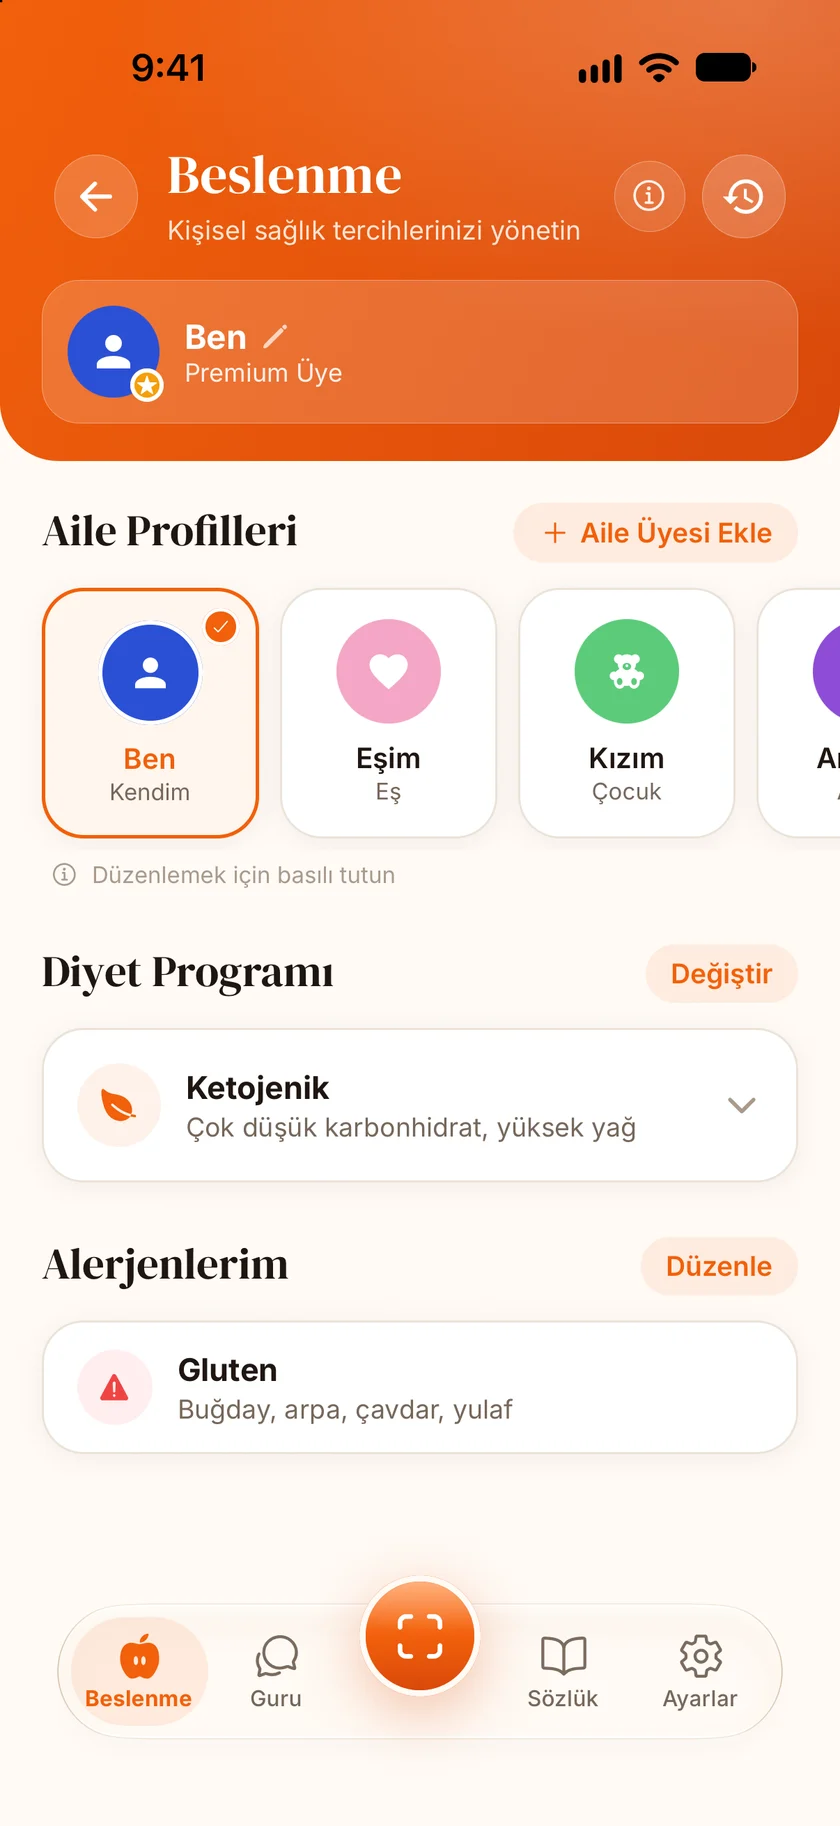 9:41
Beslenme
Kişisel sağlık tercihlerinizi yönetin
Ben
Premium Üye
Aile Profilleri
+ Aile Üyesi Ekle
Ben
Kendim
Eşim
Eş
Kızım
Çocuk
Düzenlemek için basılı tutun
Diyet Programı
Değiştir
Ketojenik
Çok düşük karbonhidrat, yüksek yağ
Alerjenlerim
Düzenle
Gluten
Buğday, arpa, çavdar, yulaf
Beslenme
Guru
Sözlük
Ayarlar